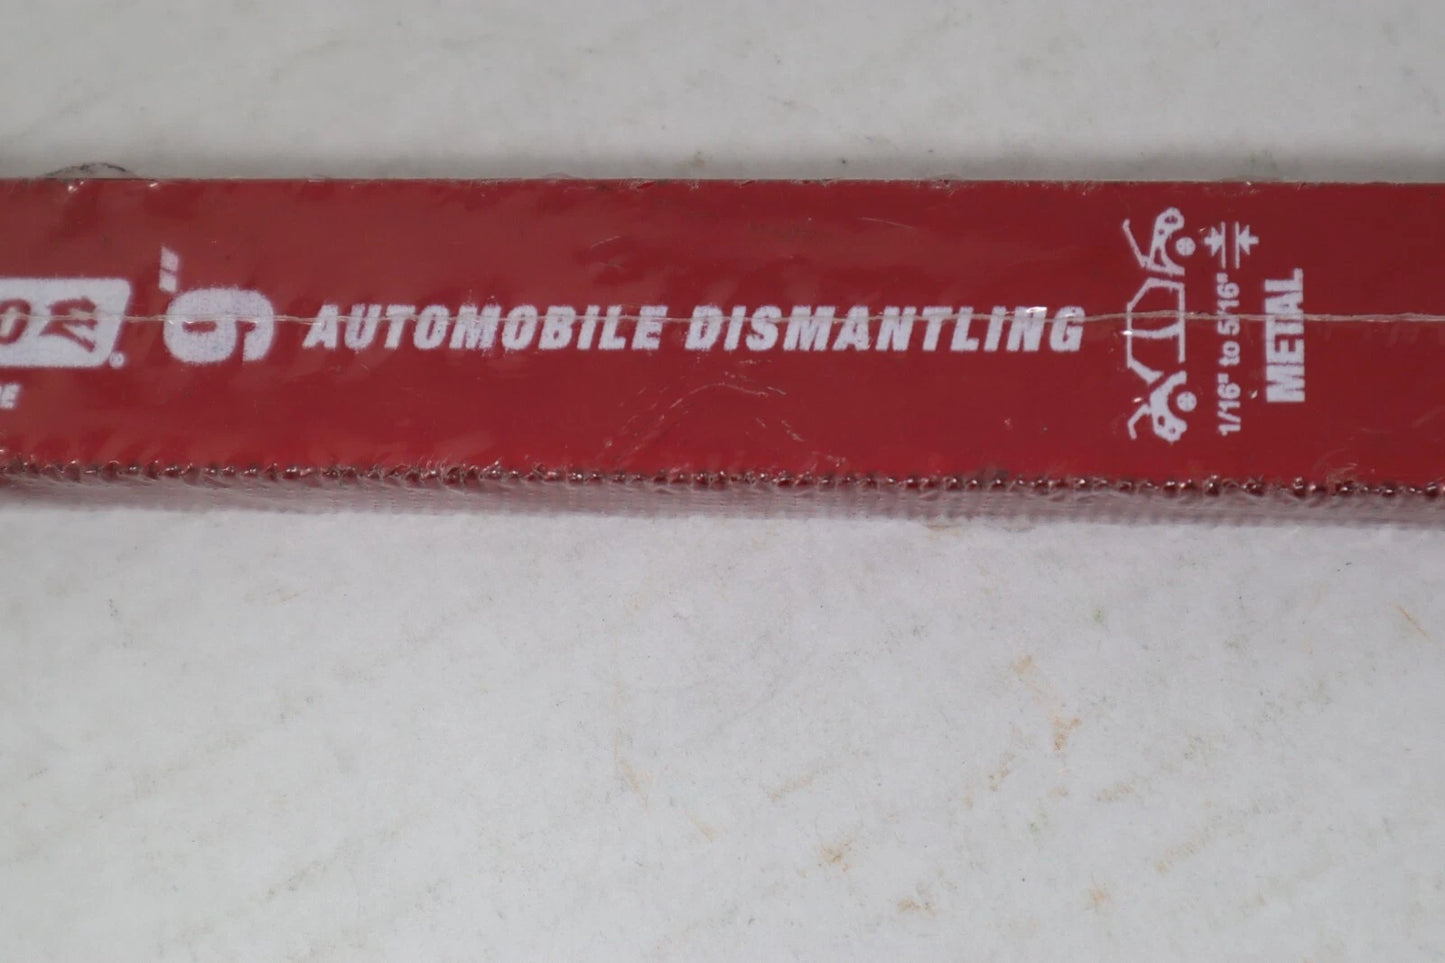 9"
AUTOMOBILE DISMANTLING
1/16" to 5/16"
METAL